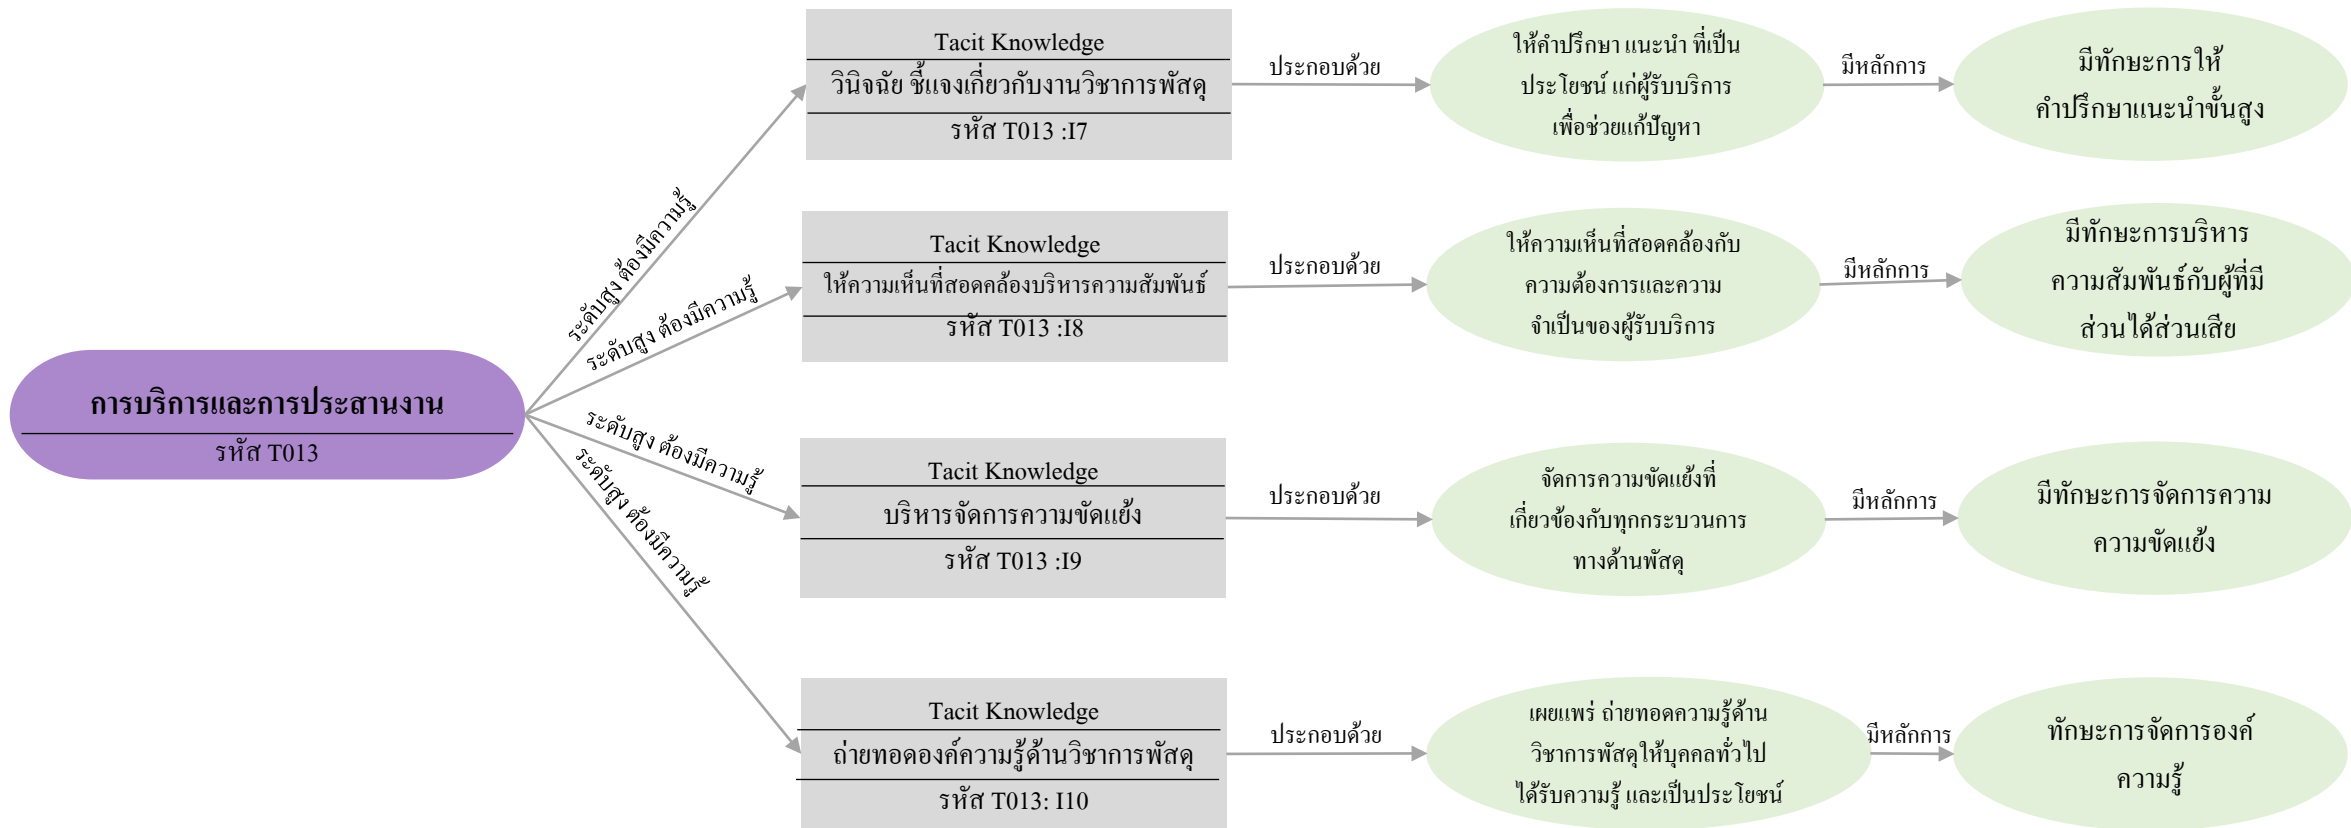 การบริการและการประสานงาน
รหัส T013
ระดับสูง ต้องมีความรู้
Tacit Knowledge
วินิจฉัย ชี้แจงเกี่ยวกับงานวิชาการพัสดุ
รหัส T013 :I7
ประกอบด้วย
ให้คำปรึกษา แนะนำ ที่เป็น
ประโยชน์ แก่ผู้รับบริการ
เพื่อช่วยแก้ปัญหา
มีหลักการ
มีทักษะการให้
คำปรึกษาแนะนำขั้นสูง
ระดับสูง ต้องมีความรู้
Tacit Knowledge
ให้ความเห็นที่สอดคล้องบริหารความสัมพันธ์
รหัส T013 :I8
ประกอบด้วย
ให้ความเห็นที่สอดคล้องกับ
ความต้องการและความ
จำเป็นของผู้รับบริการ
มีหลักการ
มีทักษะการบริหาร
ความสัมพันธ์กับผู้ที่มี
ส่วนได้ส่วนเสีย
ระดับสูง ต้องมีความรู้
Tacit Knowledge
บริหารจัดการความขัดแย้ง
รหัส T013 :I9
ประกอบด้วย
จัดการความขัดแย้งที่
เกี่ยวข้องกับทุกกระบวนการ
ทางด้านพัสดุ
มีหลักการ
มีทักษะการจัดการความ
ความขัดแย้ง
ระดับสูง ต้องมีความรู้
Tacit Knowledge
ถ่ายทอดองค์ความรู้ด้านวิชาการพัสดุ
รหัส T013: I10
ประกอบด้วย
เผยแพร่ ถ่ายทอดความรู้ด้าน
วิชาการพัสดุให้บุคคลทั่วไป
ได้รับความรู้ และเป็นประโยชน์
มีหลักการ
ทักษะการจัดการองค์
ความรู้